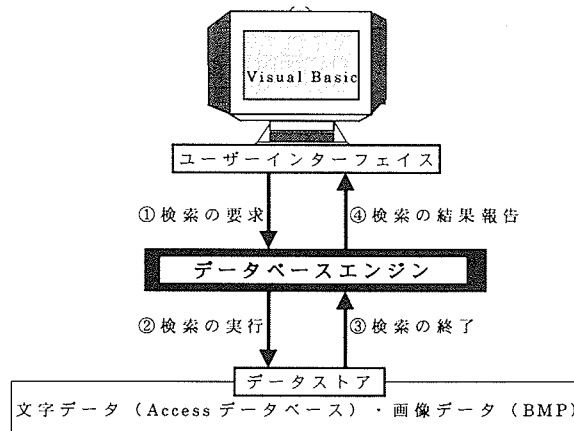 Visual Basic
ユーザーインターフェイス
①検索の要求 ④検索の結果報告
データベースエンジン
②検索の実行 ③検索の終了
データストア
文字データ（Accessデータベース）・画像データ（BMP）